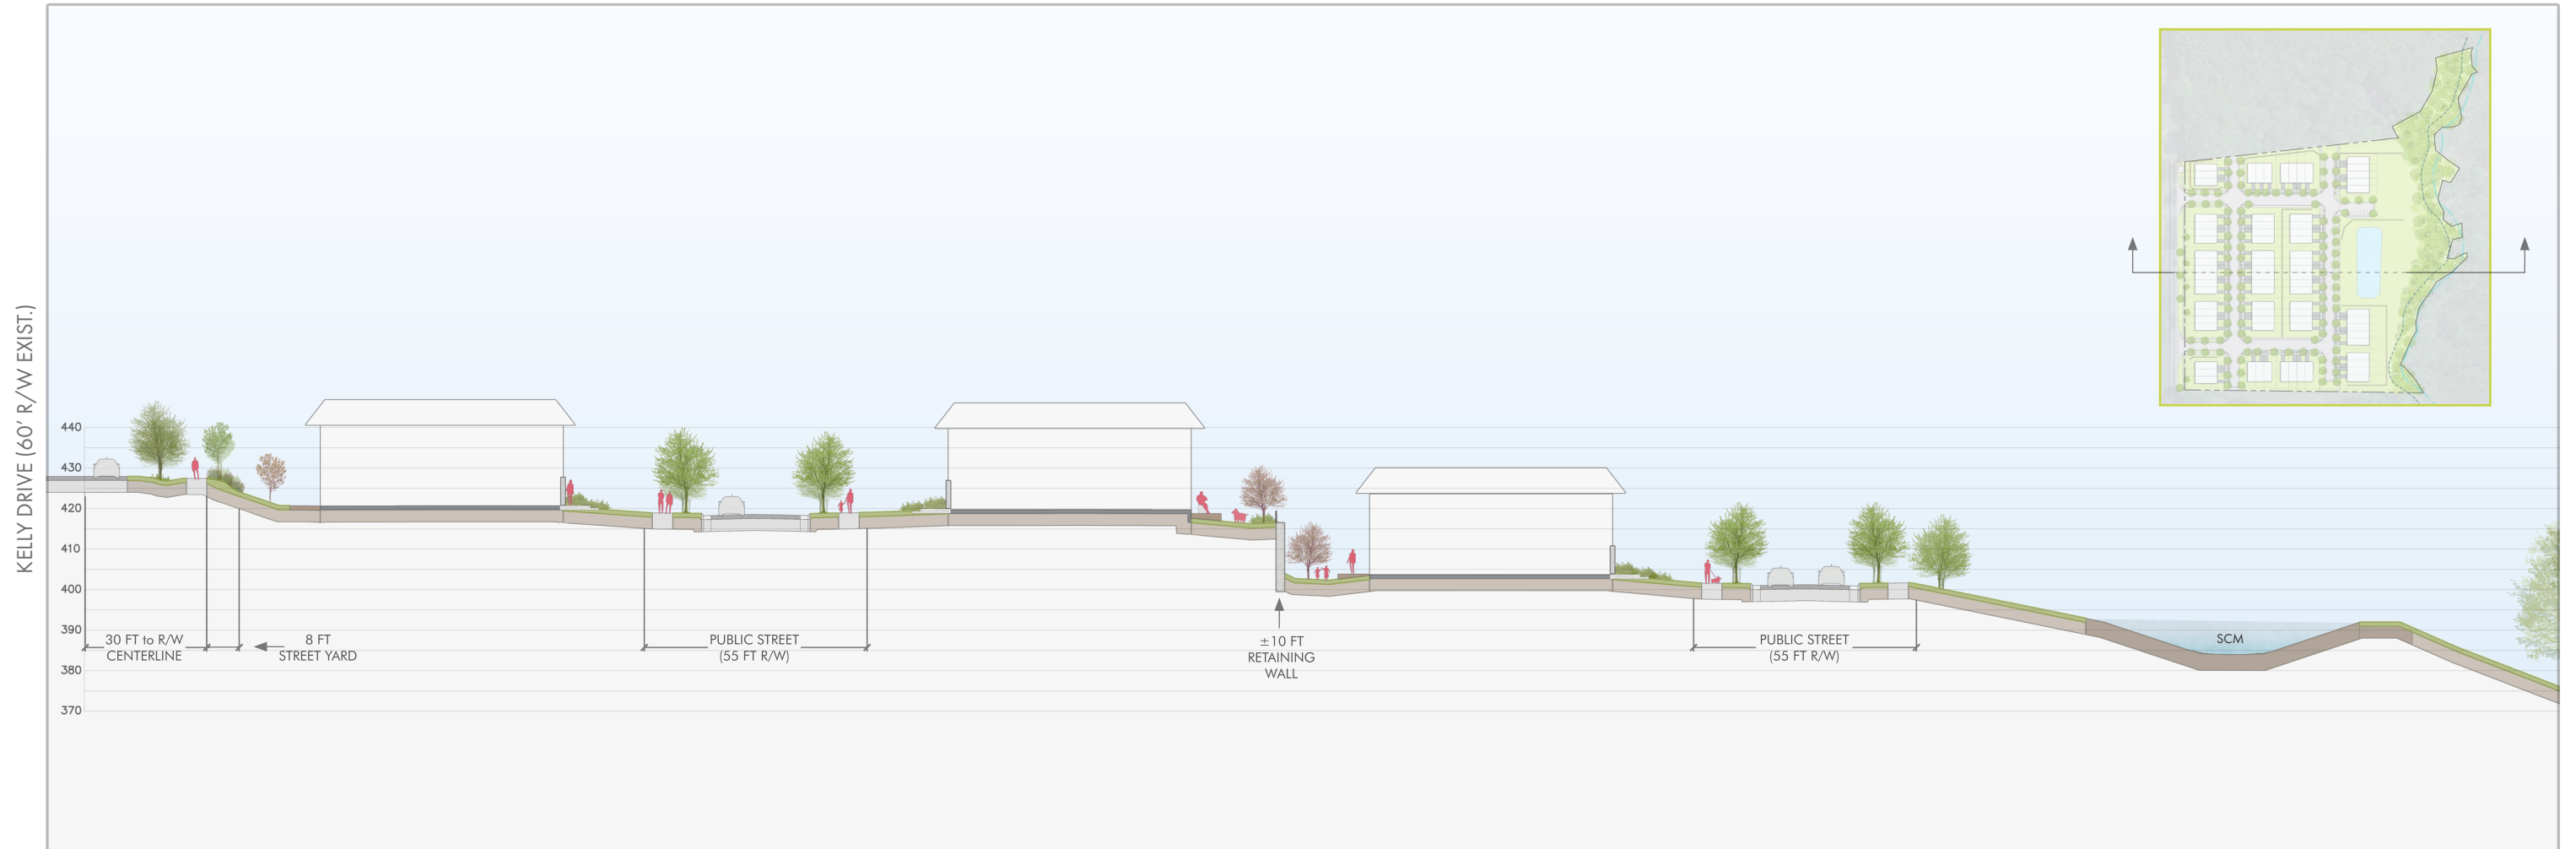 KELLY DRIVE (60' R/W EXIST.)
440
430
420
410
400
390
380
370
30 FT to R/W
CENTERLINE
8 FT
STREET YARD
PUBLIC STREET
(55 FT R/W)
±10 FT
RETAINING
WALL
PUBLIC STREET
(55 FT R/W)
SCM